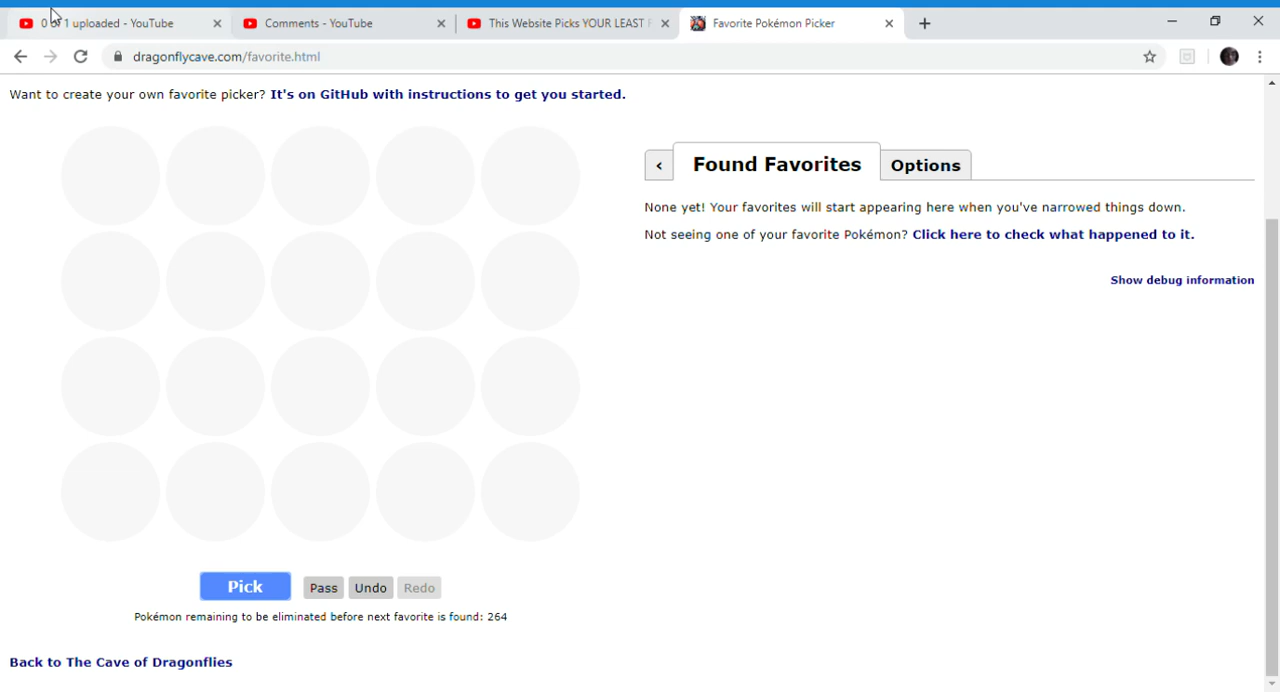 0 of 1 uploaded - YouTube
Comments - YouTube
This Website Picks YOUR LEAST
Favorite Pokémon Picker
dragonflycave.com/favorite.html
Want to create your own favorite picker? It's on GitHub with instructions to get you started.
‹
Found Favorites
Options
None yet! Your favorites will start appearing here when you've narrowed things down.
Not seeing one of your favorite Pokémon? Click here to check what happened to it.
Show debug information
Pick
Pass
Undo
Redo
Pokémon remaining to be eliminated before next favorite is found: 264
Back to The Cave of Dragonflies